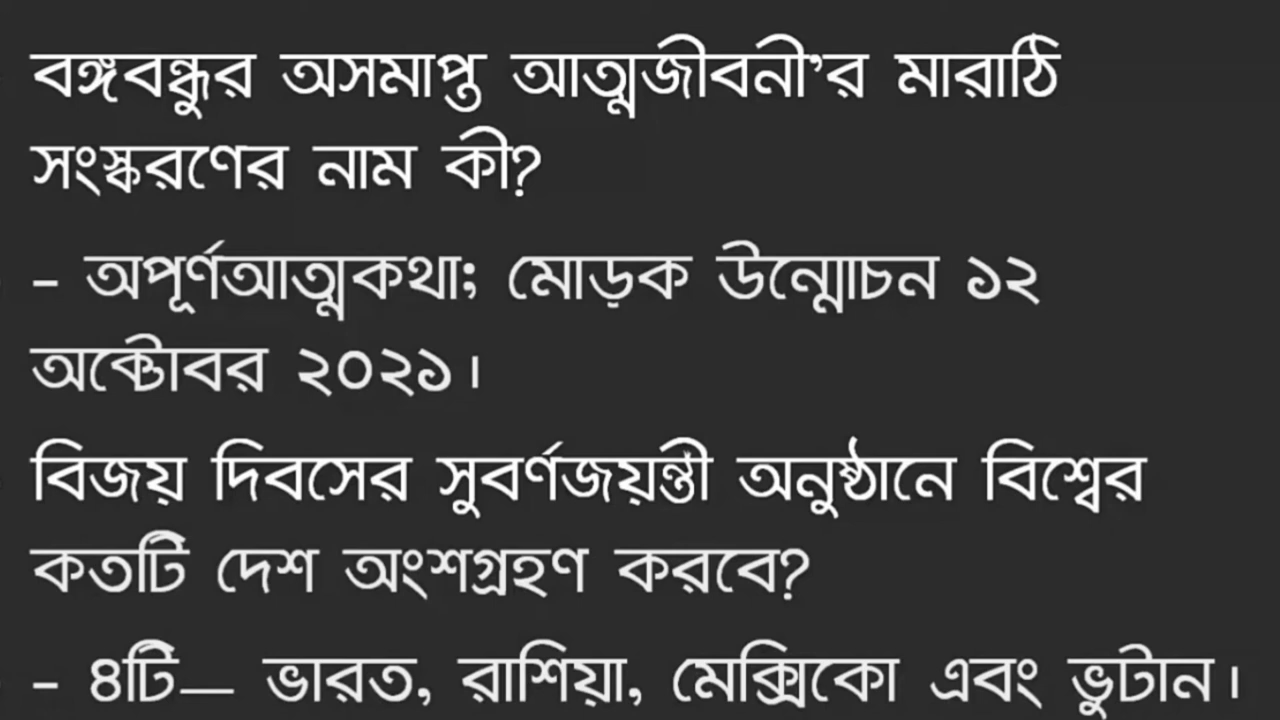 বঙ্গবন্ধুর অসমাপ্ত আত্মজীবনী’র মারাঠি
সংস্করণের নাম কী?
– অপূর্ণআত্মকথা; মোড়ক উন্মোচন ১২
অক্টোবর ২০২১।
বিজয় দিবসের সুবর্ণজয়ন্তী অনুষ্ঠানে বিশ্বের
কতটি দেশ অংশগ্রহণ করবে?
– ৪টি— ভারত, রাশিয়া, মেক্সিকো এবং ভুটান।